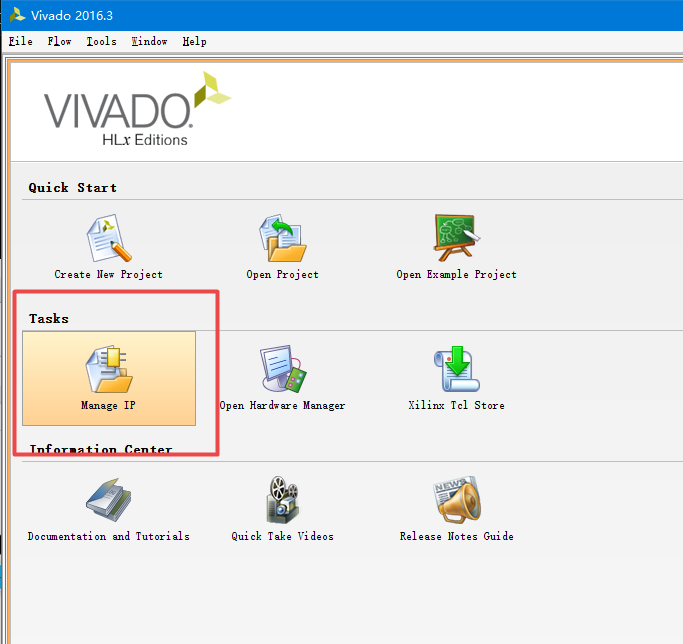 Vivado 2016.3
File Flow Tools Window Help
VIVADO.
HLx Editions
Quick Start
Create New Project
Open Project
Open Example Project
Tasks
Manage IP
Open Hardware Manager
Xilinx Tcl Store
Information Center
Documentation and Tutorials
Quick Take Videos
NEWS
Release Notes Guide